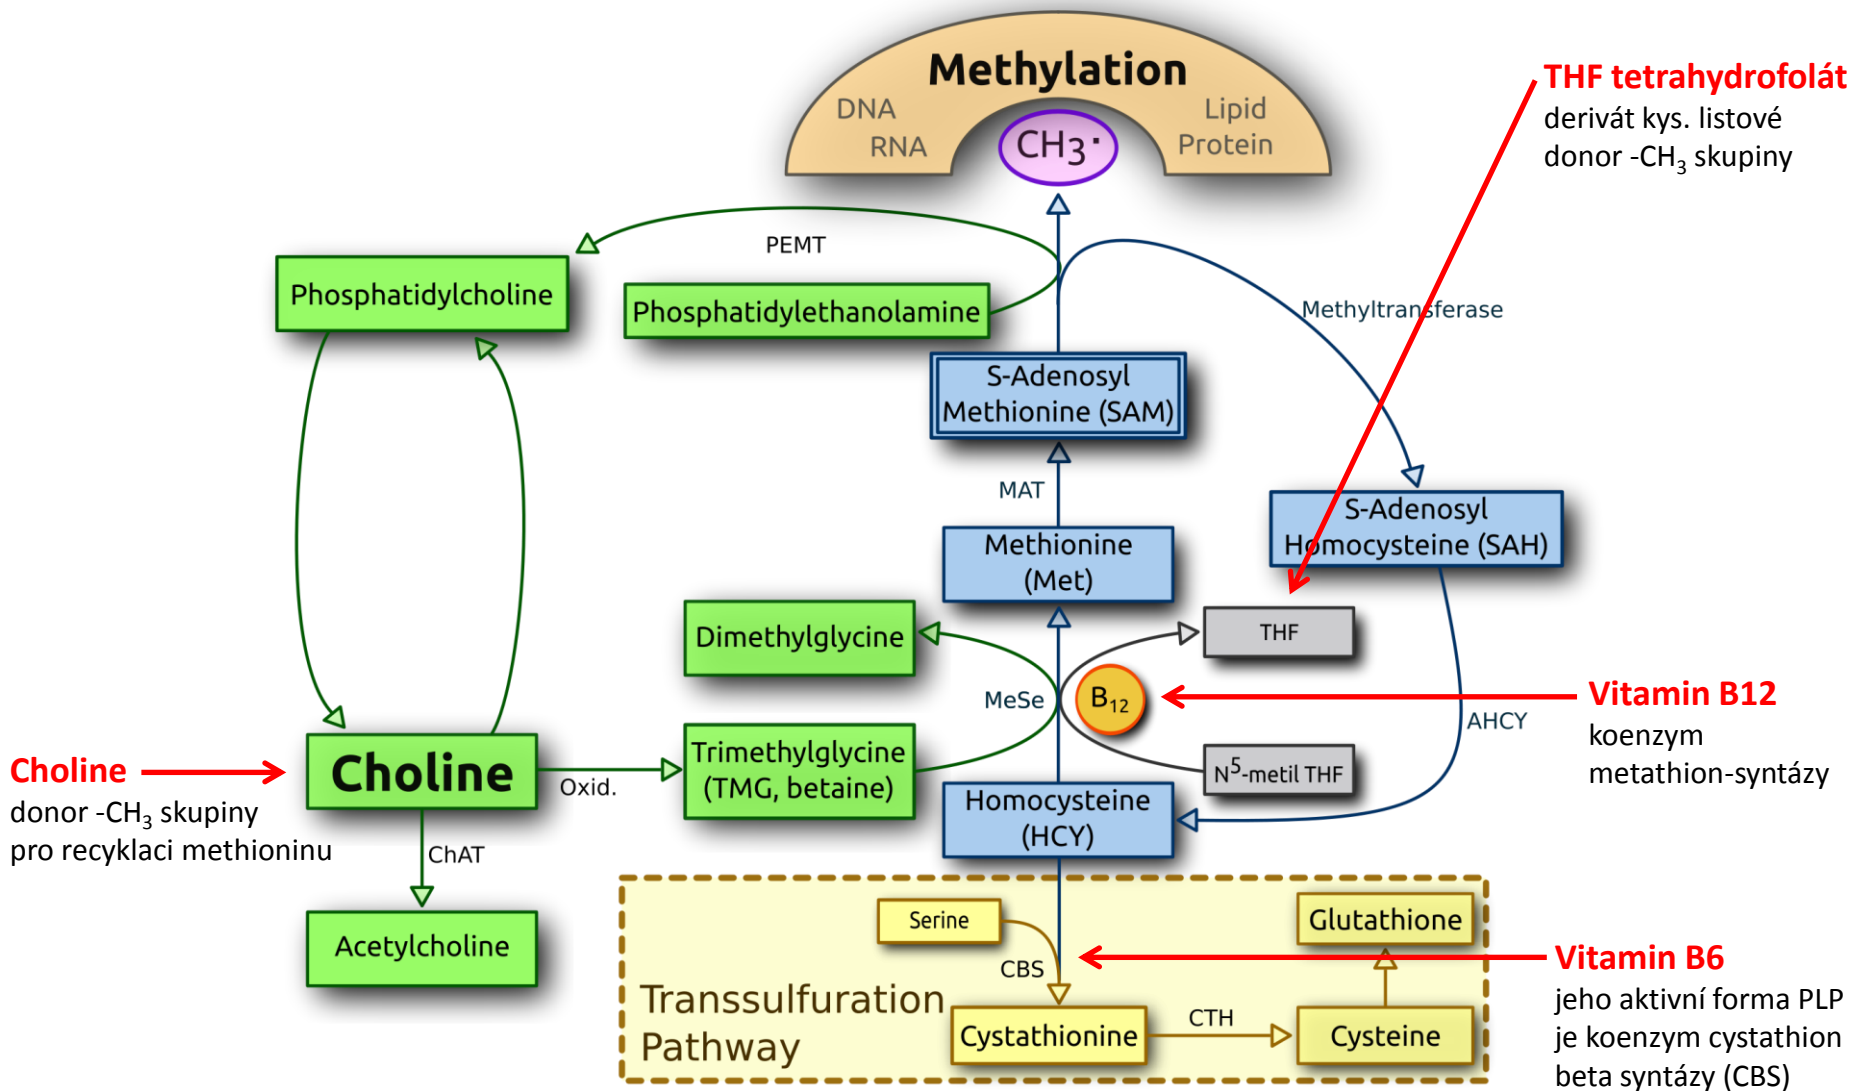 Methylation
DNA
RNA
Lipid
Protein
CH₃·
THF tetrahydrofolát
derivát kys. listové
donor -CH₃ skupiny
PEMT
Phosphatidylcholine
Phosphatidylethanolamine
Methyltransferase
S-Adenosyl
Methionine (SAM)
MAT
S-Adenosyl
Homocysteine (SAH)
Methionine
(Met)
Dimethylglycine
THF
MeSe
B₁₂
Vitamin B12
koenzym
metathion-syntázy
AHCY
Choline
donor -CH₃ skupiny
pro recyklaci methioninu
Choline
Oxid.
Trimethylglycine
(TMG, betaine)
N⁵-metil THF
Homocysteine
(HCY)
ChAT
Acetylcholine
Serine
Glutathione
CBS
Vitamin B6
jeho aktivní forma PLP
je koenzym cystathion
beta syntázy (CBS)
Transsulfuration
Pathway
Cystathionine
CTH
Cysteine